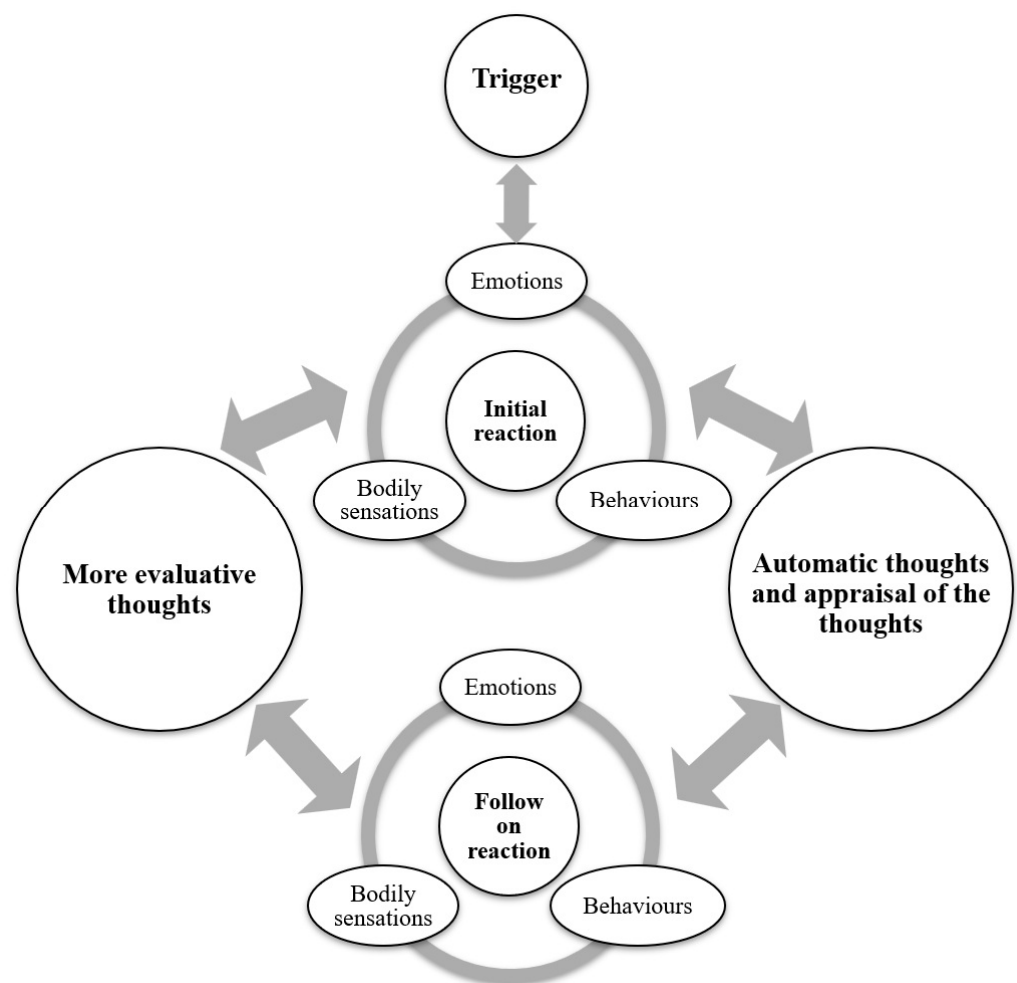 Trigger
Emotions
Initial
reaction
Bodily
sensations
Behaviours
More evaluative
thoughts
Automatic thoughts
and appraisal of the
thoughts
Emotions
Follow
on
reaction
Bodily
sensations
Behaviours